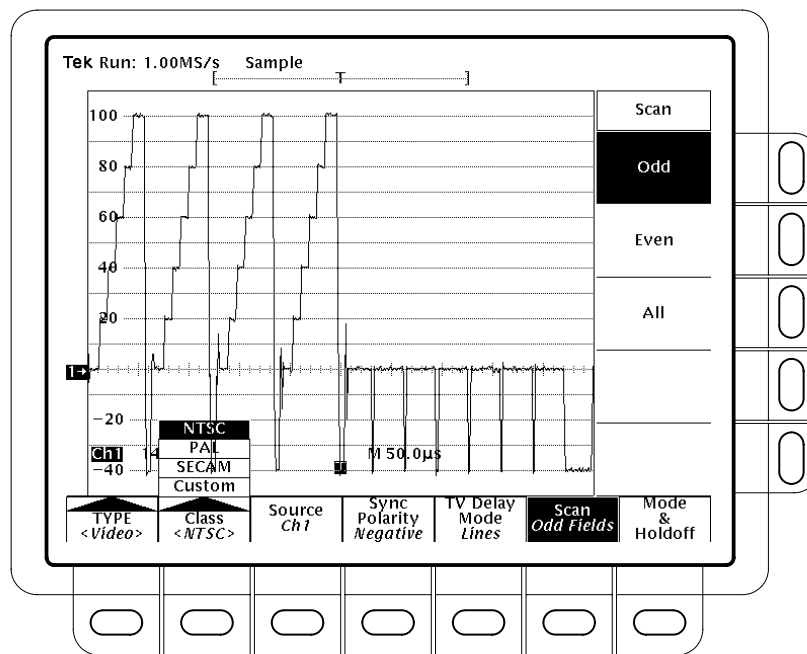 Tek Run: 1.00MS/s Sample
[ T ]
100
80
60
40
20
1→
−20
−40
NTSC
PAL
SECAM
Custom
Ch1 14
M 50.0µs
T
Scan
Odd
Even
All
TYPE
<Video>
Class
<NTSC>
Source
Ch1
Sync
Polarity
Negative
TV Delay
Mode
Lines
Scan
Odd Fields
Mode
&
Holdoff